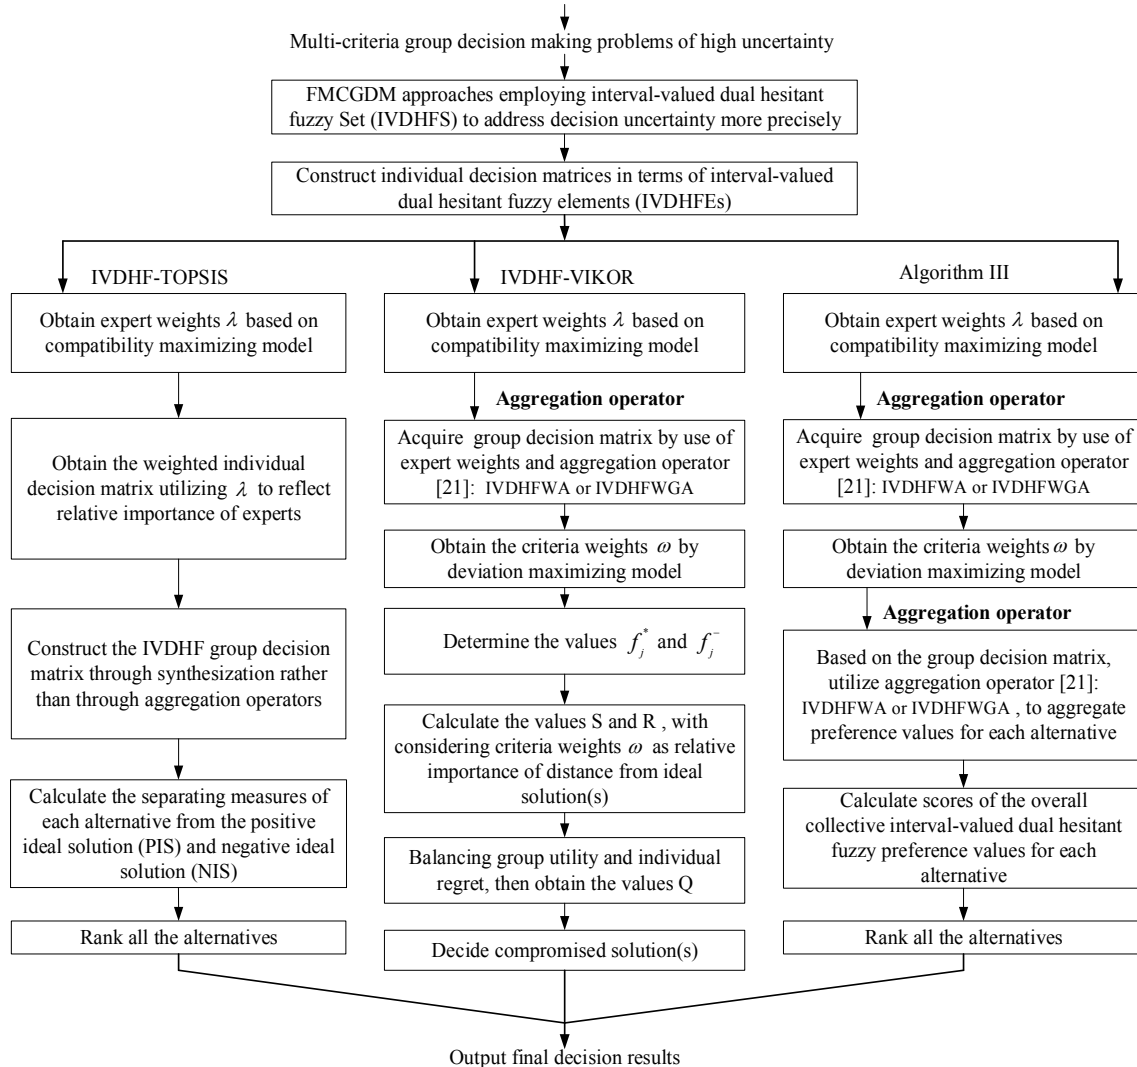 Multi-criteria group decision making problems of high uncertainty
FMCGDM approaches employing interval-valued dual hesitant
fuzzy Set (IVDHFS) to address decision uncertainty more precisely
Construct individual decision matrices in terms of interval-valued
dual hesitant fuzzy elements (IVDHFEs)
IVDHF-TOPSIS
Obtain expert weights λ based on
compatibility maximizing model
Obtain the weighted individual
decision matrix utilizing λ to reflect
relative importance of experts
Construct the IVDHF group decision
matrix through synthesization rather
than through aggregation operators
Calculate the separating measures of
each alternative from the positive
ideal solution (PIS) and negative ideal
solution (NIS)
Rank all the alternatives
IVDHF-VIKOR
Obtain expert weights λ based on
compatibility maximizing model
Aggregation operator
Acquire group decision matrix by use of
expert weights and aggregation operator
[21]: IVDHFWA or IVDHFWGA
Obtain the criteria weights ω by
deviation maximizing model
Determine the values f_j^* and f_j^-
Calculate the values S and R , with
considering criteria weights ω as relative
importance of distance from ideal
solution(s)
Balancing group utility and individual
regret, then obtain the values Q
Decide compromised solution(s)
Algorithm III
Obtain expert weights λ based on
compatibility maximizing model
Aggregation operator
Acquire group decision matrix by use of
expert weights and aggregation operator
[21]: IVDHFWA or IVDHFWGA
Obtain the criteria weights ω by
deviation maximizing model
Aggregation operator
Based on the group decision matrix,
utilize aggregation operator [21]:
IVDHFWA or IVDHFWGA , to aggregate
preference values for each alternative
Calculate scores of the overall
collective interval-valued dual hesitant
fuzzy preference values for each
alternative
Rank all the alternatives
Output final decision results